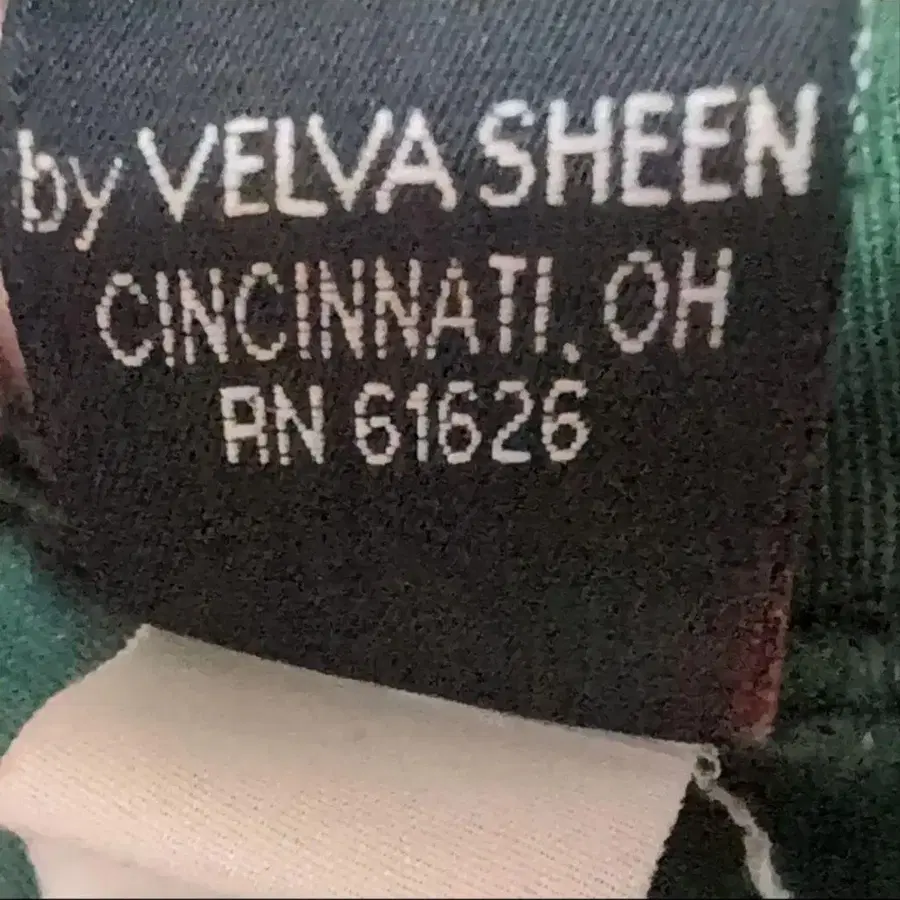 by VELVA SHEEN
CINCINNATI, OH
RN 61626